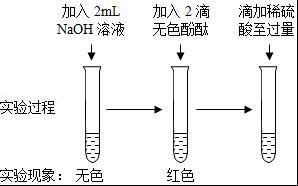 加入 2mL
NaOH 溶液
加入 2 滴
无色酚酞
滴加稀硫
酸至过量
实验过程
实验现象： 无色 红色